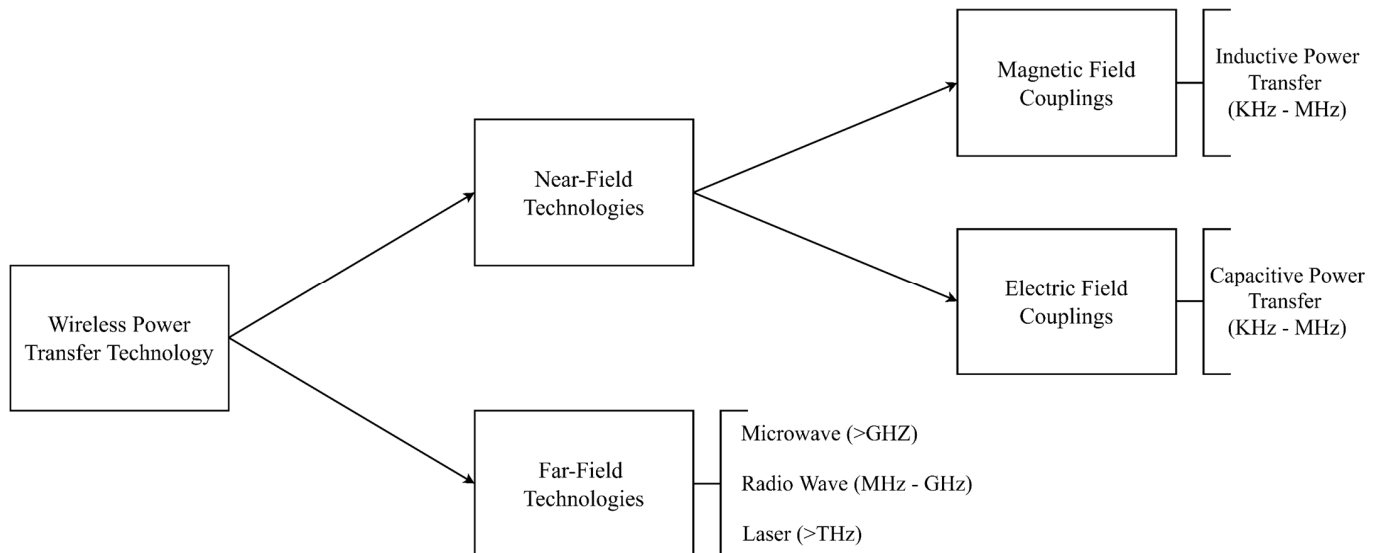 Wireless Power
Transfer Technology
Near-Field
Technologies
Far-Field
Technologies
Magnetic Field
Couplings
Inductive Power
Transfer
(KHz - MHz)
Electric Field
Couplings
Capacitive Power
Transfer
(KHz - MHz)
Microwave (>GHZ)
Radio Wave (MHz - GHz)
Laser (>THz)